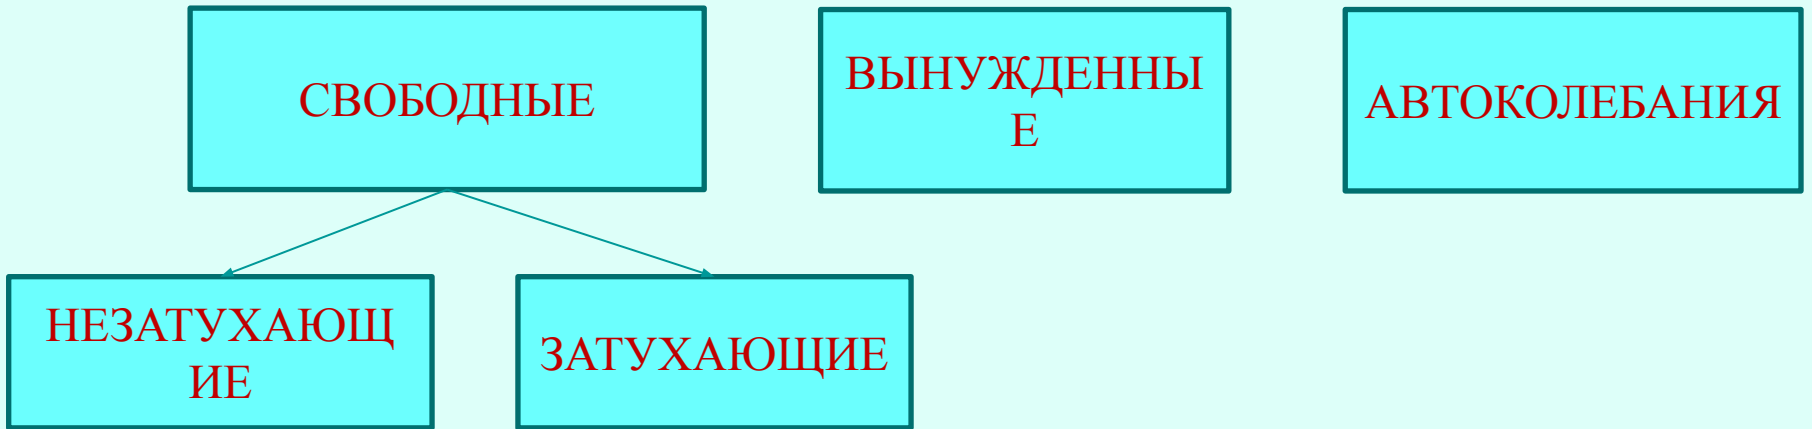 СВОБОДНЫЕ
ВЫНУЖДЕННЫ
Е
АВТОКОЛЕБАНИЯ
НЕЗАТУХАЮЩ
ИЕ
ЗАТУХАЮЩИЕ